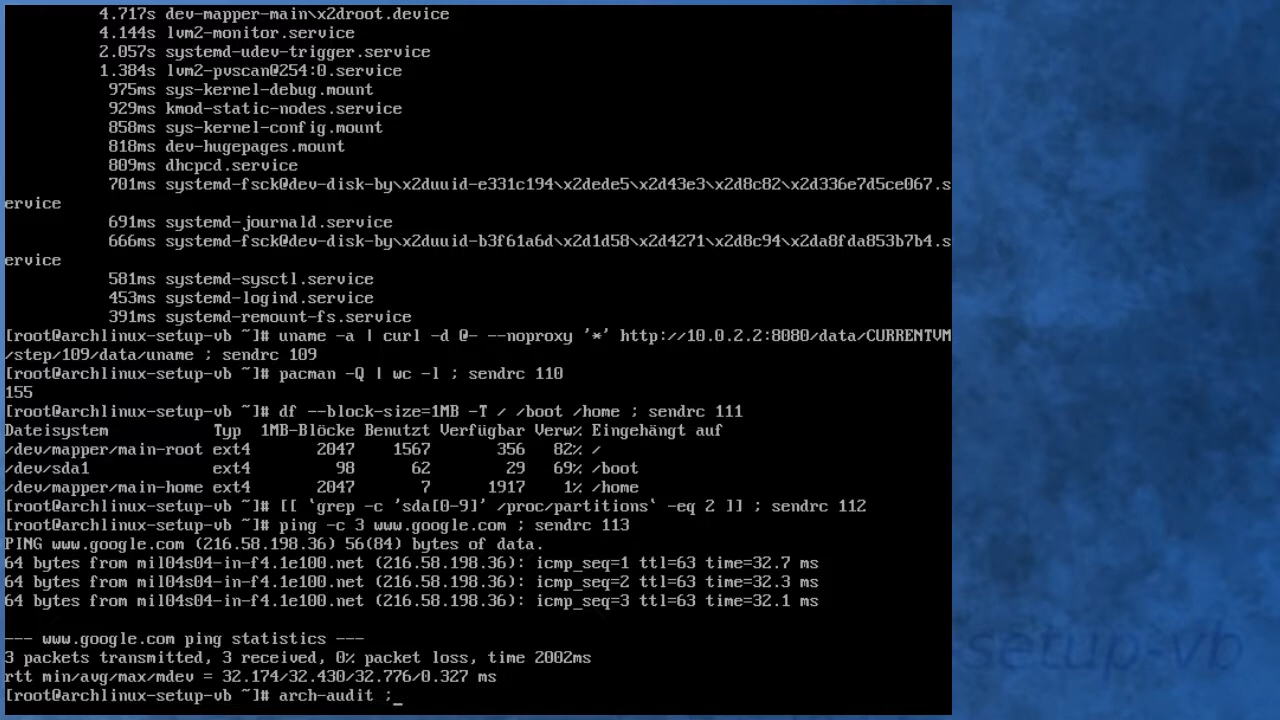 4.717s dev-mapper-main\x2droot.device
4.144s lvm2-monitor.service
2.057s systemd-udev-trigger.service
1.384s lvm2-pvscan@254:0.service
975ms sys-kernel-debug.mount
929ms kmod-static-nodes.service
858ms sys-kernel-config.mount
818ms dev-hugepages.mount
809ms dhcpcd.service
701ms systemd-fsck@dev-disk-by\x2duuid-e331c194\x2dede5\x2d43e3\x2d8c82\x2d336e7d5ce067.s
ervice
691ms systemd-journald.service
666ms systemd-fsck@dev-disk-by\x2duuid-b3f61a6d\x2d1d58\x2d4271\x2d8c94\x2da8fda853b7b4.s
ervice
581ms systemd-sysctl.service
453ms systemd-logind.service
391ms systemd-remount-fs.service
[root@archlinux-setup-vb ~]# uname -a | curl -d @- --noproxy '*' http://10.0.2.2:8080/data/CURRENTVM
/step/109/data/uname ; sendrc 109
[root@archlinux-setup-vb ~]# pacman -Q | wc -l ; sendrc 110
155
[root@archlinux-setup-vb ~]# df --block-size=1MB -T / /boot /home ; sendrc 111
Dateisystem Typ 1MB-Blöcke Benutzt Verfügbar Verw% Eingehängt auf
/dev/mapper/main-root ext4 2047 1567 356 82% /
/dev/sda1 ext4 98 62 29 69% /boot
/dev/mapper/main-home ext4 2047 7 1917 1% /home
[root@archlinux-setup-vb ~]# [[ `grep -c 'sda[0-9]' /proc/partitions` -eq 2 ]] ; sendrc 112
[root@archlinux-setup-vb ~]# ping -c 3 www.google.com ; sendrc 113
PING www.google.com (216.58.198.36) 56(84) bytes of data.
64 bytes from mil04s04-in-f4.1e100.net (216.58.198.36): icmp_seq=1 ttl=63 time=32.7 ms
64 bytes from mil04s04-in-f4.1e100.net (216.58.198.36): icmp_seq=2 ttl=63 time=32.3 ms
64 bytes from mil04s04-in-f4.1e100.net (216.58.198.36): icmp_seq=3 ttl=63 time=32.1 ms
--- www.google.com ping statistics ---
3 packets transmitted, 3 received, 0% packet loss, time 2002ms
rtt min/avg/max/mdev = 32.174/32.430/32.776/0.327 ms
[root@archlinux-setup-vb ~]# arch-audit ;_
setup-vb